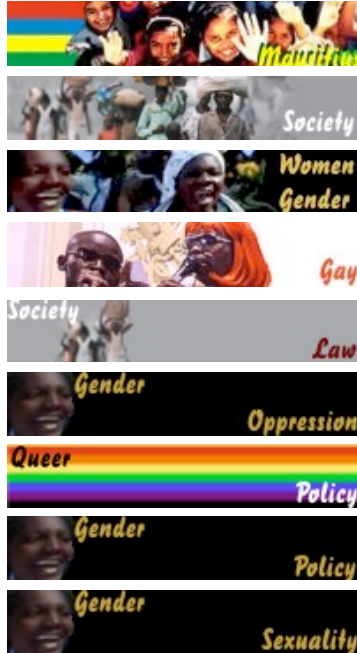 Mauritius
Society
Women
Gender
Gay
Society
Law
Gender
Oppression
Queer
Policy
Gender
Policy
Gender
Sexuality